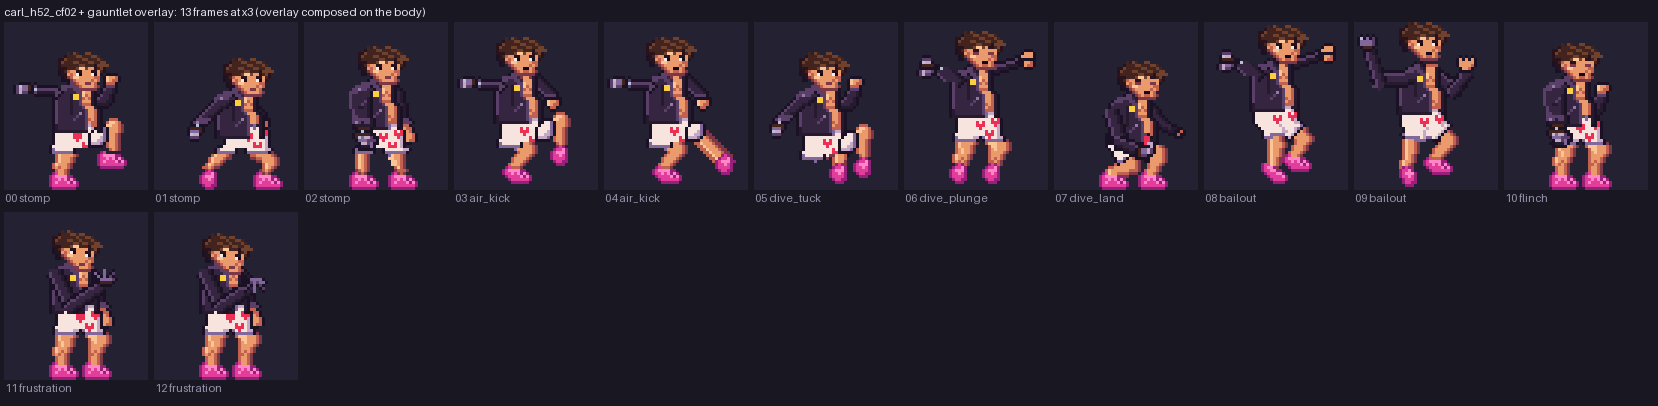 carl_h52_cf02 + gauntlet overlay: 13 frames at x3 (overlay composed on the body)
00 stomp
01 stomp
02 stomp
03 air_kick
04 air_kick
05 dive_tuck
06 dive_plunge
07 dive_land
08 bailout
09 bailout
10 flinch
11 frustration
12 frustration